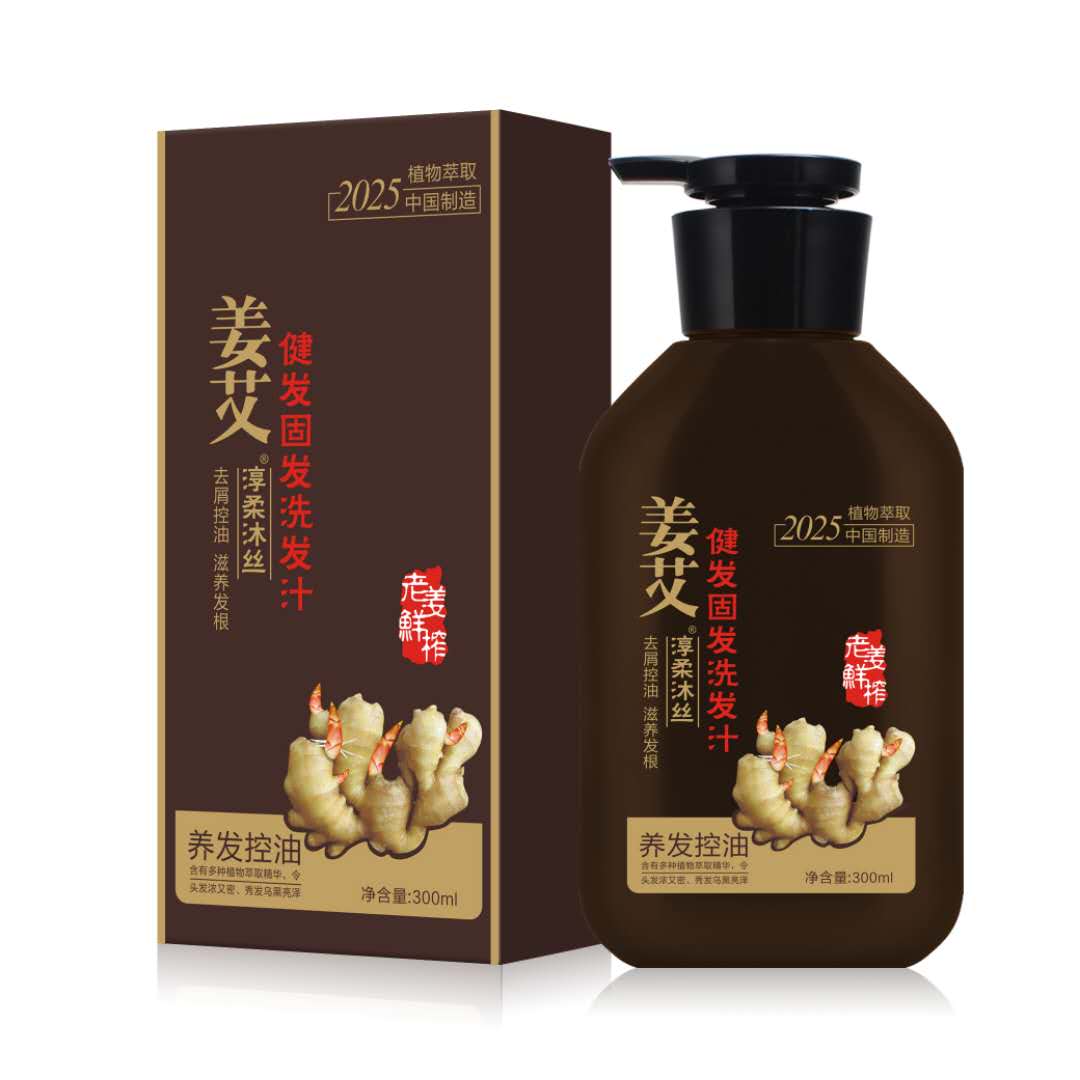 2025
植物萃取
中国制造
姜艾
健发固发洗发汁
®
淳柔沐丝
去屑控油 滋养发根
老姜
鲜榨
养发控油
含有多种植物萃取精华、令
头发浓又密、秀发乌黑亮泽
净含量:300ml
2025
植物萃取
中国制造
姜艾
健发固发洗发汁
®
淳柔沐丝
去屑控油 滋养发根
老姜
鮮榨
养发控油
含有多种植物萃取精华、令
头发浓又密、秀发乌黑亮泽
净含量:300ml